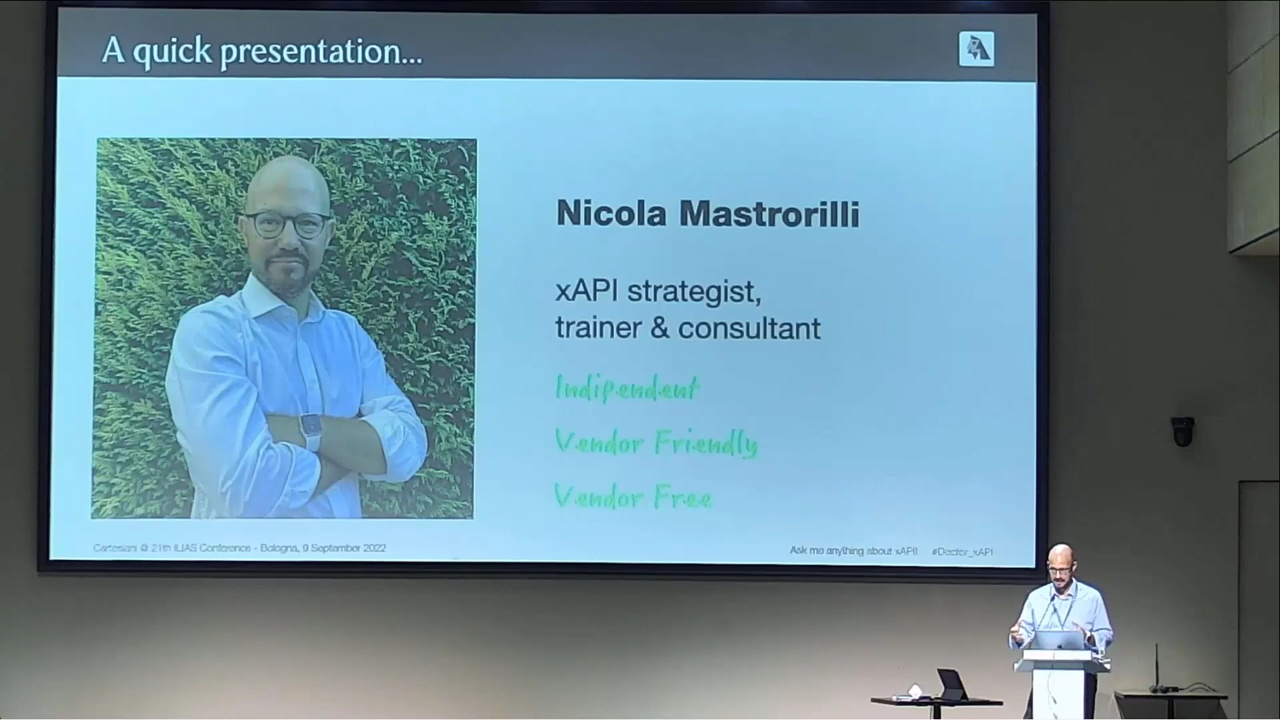 A quick presentation...
Nicola Mastrorilli
xAPI strategist,
trainer & consultant
Indipendent
Vendor Friendly
Vendor Free
Cartesiani @ 21th ILIAS Conference - Bologna, 9 September 2022
Ask me anything about xAPI! #Doctor_xAPI